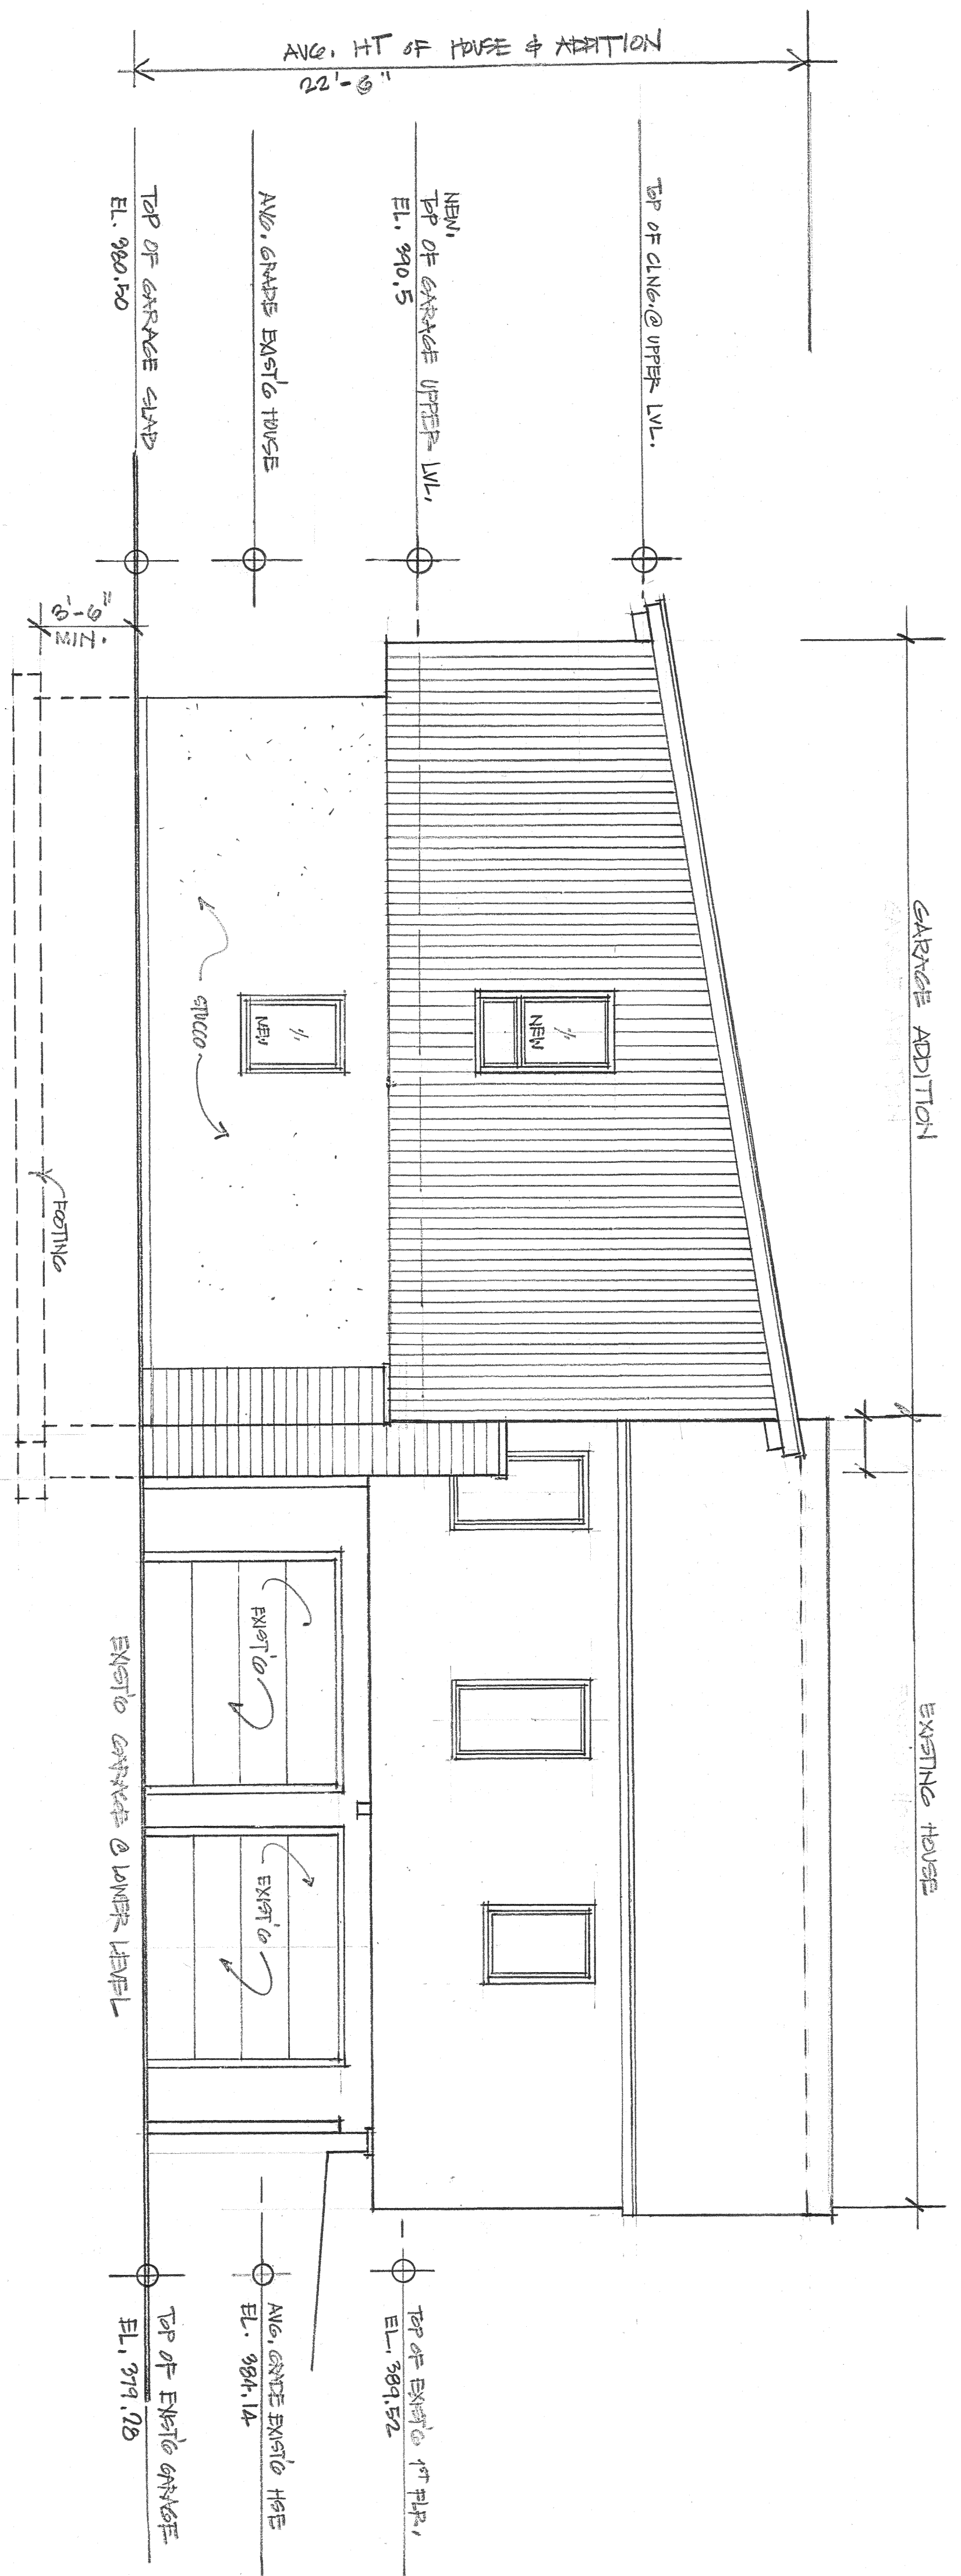 GARAGE ADDITION
EXISTING HOUSE
AVG. HT OF HOUSE & ADDITION
22'-6"
TOP OF CLNG.@ UPPER LVL.
NEW.
TOP OF GARAGE UPPER LVL.
EL. 390.5
AVG. GRADE EXIST'G HOUSE
TOP OF GARAGE SLAB
EL. 380.50
3'-6"
MIN.
NEW
NEW
STUCCO
FOOTING
EXIST'G
EXIST'G
EXIST'G GARAGE @ LOWER LEVEL
TOP OF EXIST'G 1ST FLR.
EL. 389.52
AVG. GRADE EXIST'G HSE
EL. 384.14
TOP OF EXIST'G GARAGE
EL. 379.28